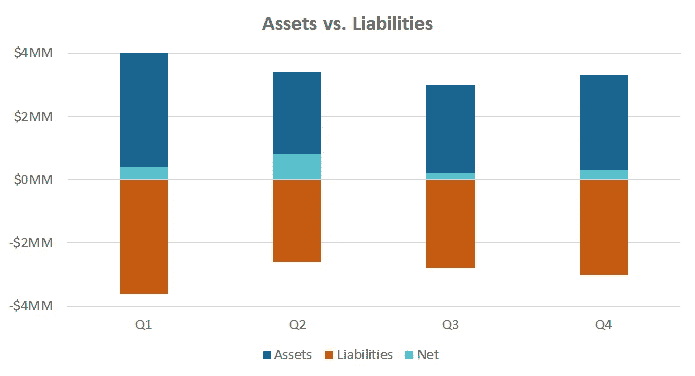 Assets vs. Liabilities
$4MM
$2MM
$0MM
-$2MM
-$4MM
Q1 Q2 Q3 Q4
Assets Liabilities Net